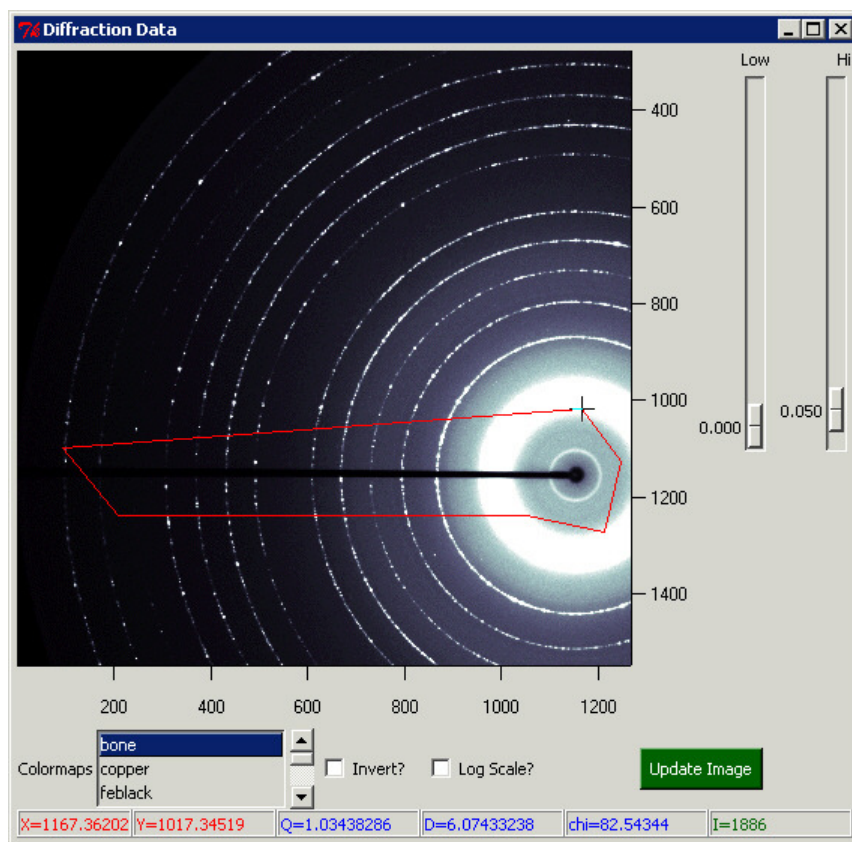 Diffraction Data
Low Hi
400
600
800
0.050
1000
0.000
1200
1400
200 400 600 800 1000 1200
bone
Colormaps copper Invert? Log Scale? Update Image
feblack
X=1167.36202 Y=1017.34519 Q=1.03438286 D=6.07433238 chi=82.54344 I=1886